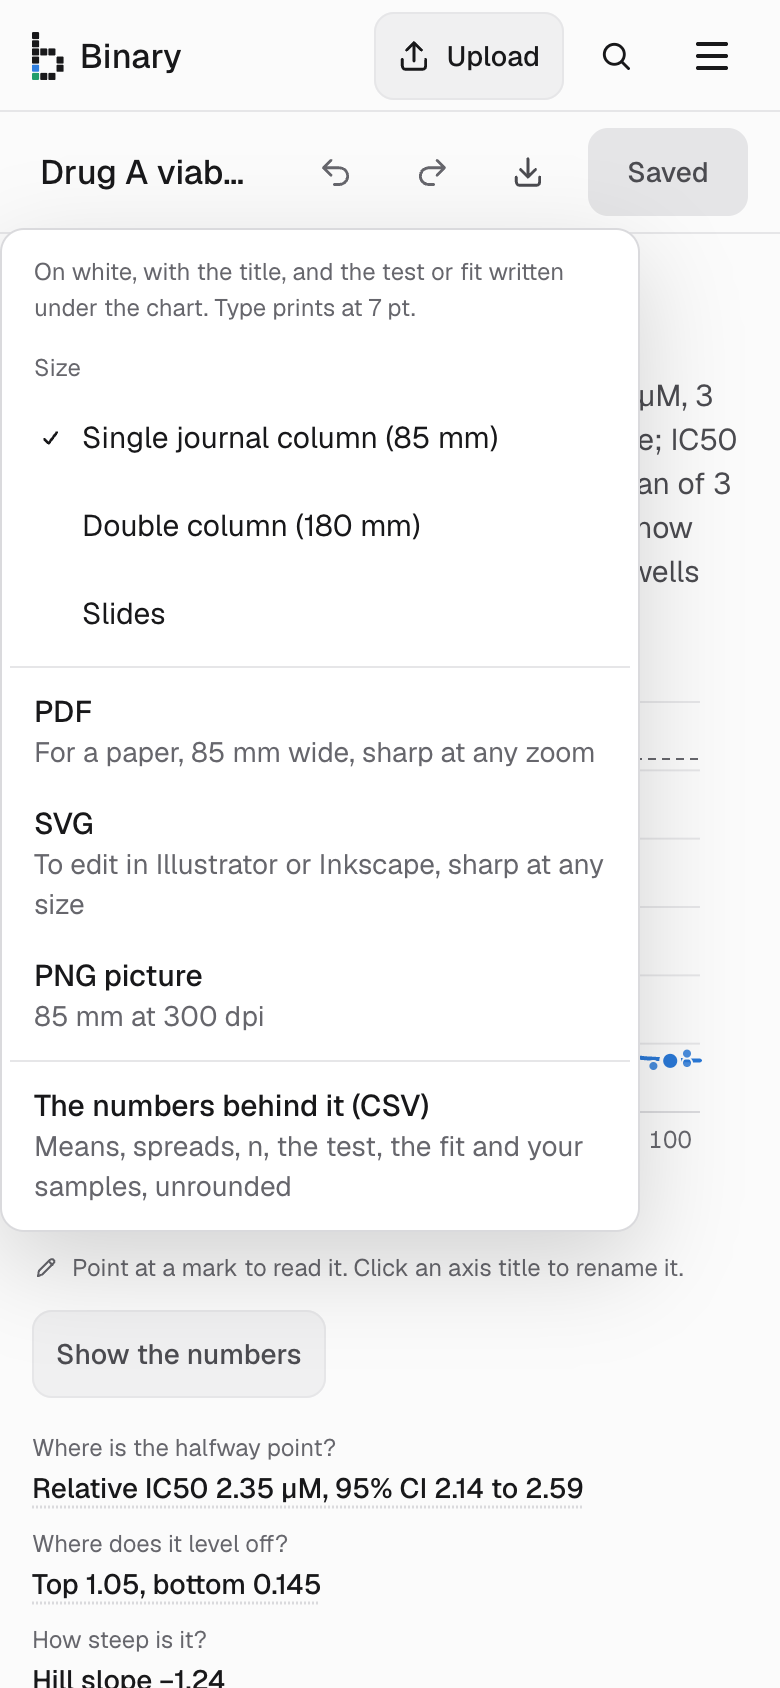 Binary
Upload
Drug A viab...
Saved
On white, with the title, and the test or fit written
under the chart. Type prints at 7 pt.
Size
Single journal column (85 mm)
Double column (180 mm)
Slides
PDF
For a paper, 85 mm wide, sharp at any zoom
SVG
To edit in Illustrator or Inkscape, sharp at any
size
PNG picture
85 mm at 300 dpi
The numbers behind it (CSV)
Means, spreads, n, the test, the fit and your
samples, unrounded
µM, 3
e; IC50
an of 3
now
wells
100
Point at a mark to read it. Click an axis title to rename it.
Show the numbers
Where is the halfway point?
Relative IC50 2.35 µM, 95% CI 2.14 to 2.59
Where does it level off?
Top 1.05, bottom 0.145
How steep is it?
Hill slope −1.24